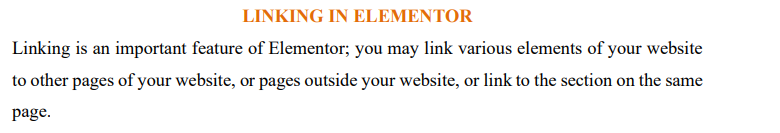 LINKING IN ELEMENTOR
Linking is an important feature of Elementor; you may link various elements of your website
to other pages of your website, or pages outside your website, or link to the section on the same
page.